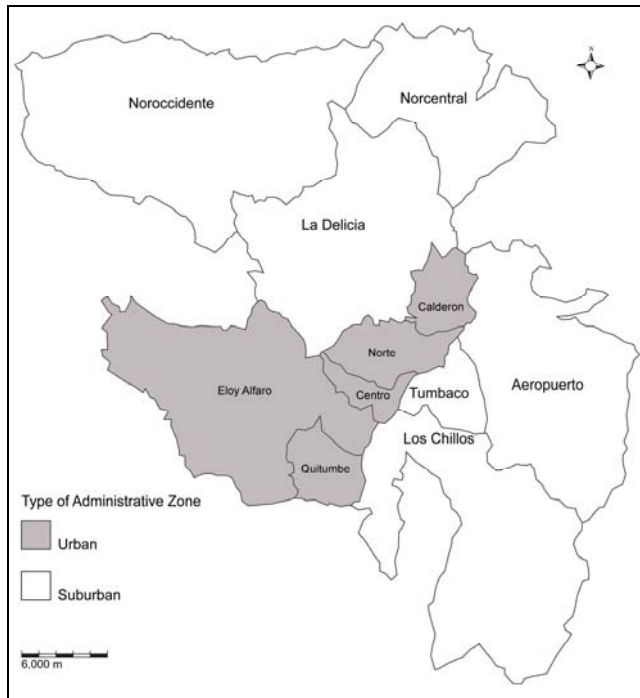 N
Noroccidente
Norcentral
La Delicia
Calderon
Norte
Eloy Alfaro
Centro
Tumbaco
Aeropuerto
Los Chillos
Quitumbe
Type of Administrative Zone
Urban
Suburban
6,000 m